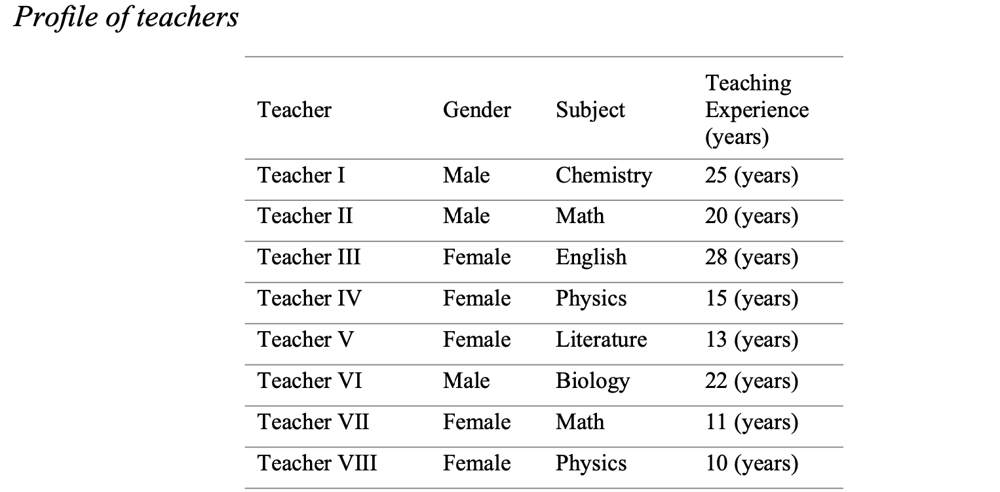 Profile of teachers
Teacher Gender Subject Teaching Experience (years)
Teacher I Male Chemistry 25 (years)
Teacher II Male Math 20 (years)
Teacher III Female English 28 (years)
Teacher IV Female Physics 15 (years)
Teacher V Female Literature 13 (years)
Teacher VI Male Biology 22 (years)
Teacher VII Female Math 11 (years)
Teacher VIII Female Physics 10 (years)